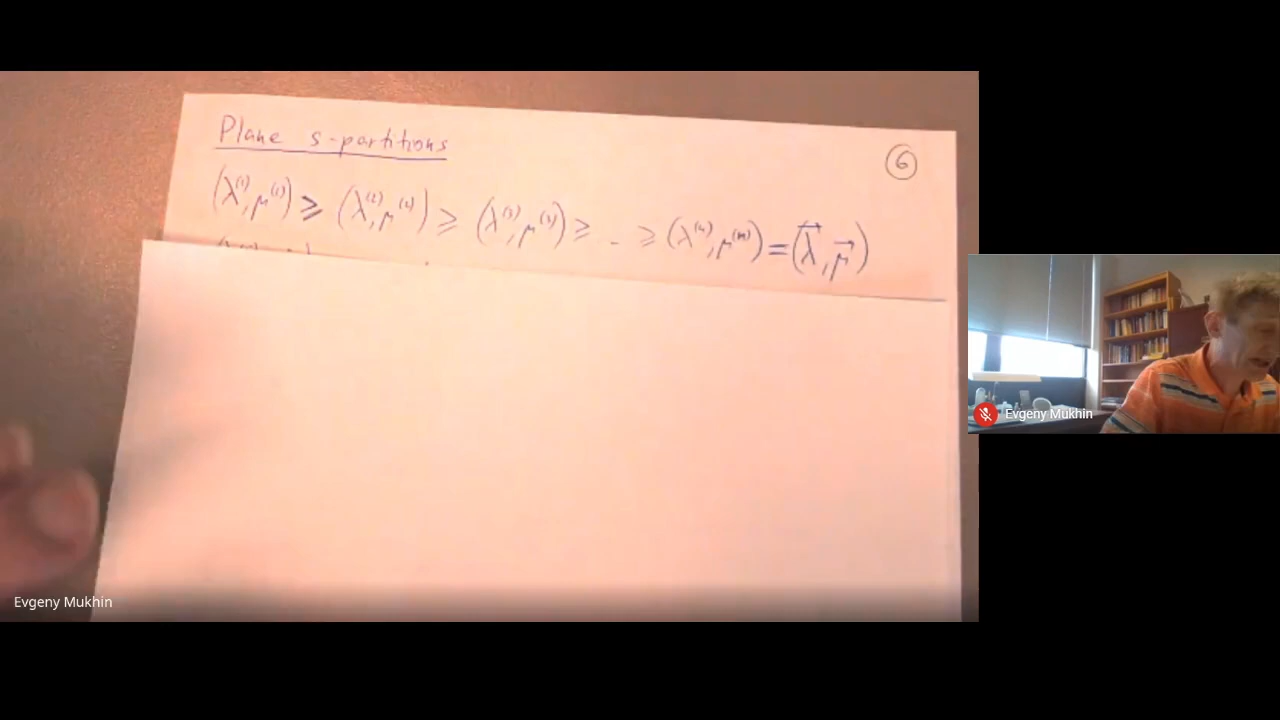 Plane s-partitions
⑥
(λ⁽¹⁾, μ⁽¹⁾) ⩾ (λ⁽²⁾, μ⁽²⁾) ⩾ (λ⁽³⁾, μ⁽³⁾) ⩾ .. ⩾ (λ⁽ⁿ⁾, μ⁽ⁿ⁾) = (λ⃗, μ⃗)
Evgeny Mukhin
Evgeny Mukhin